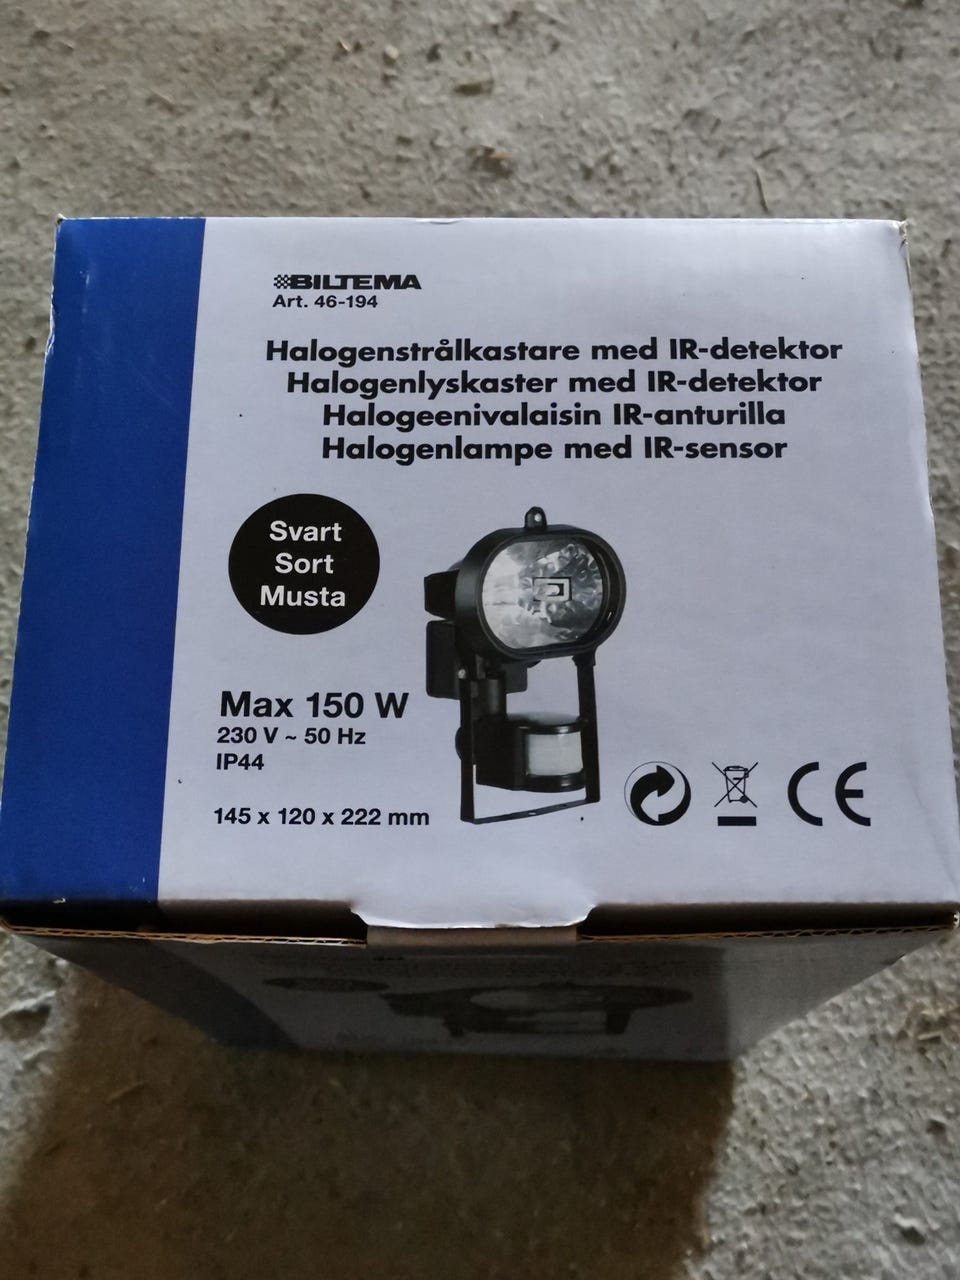 BILTEMA
Art. 46-194
Halogenstrålkastare med IR-detektor
Halogenlyskaster med IR-detektor
Halogeenivalaisin IR-anturilla
Halogenlampe med IR-sensor
Svart
Sort
Musta
Max 150 W
230 V ~ 50 Hz
IP44
145 x 120 x 222 mm
CE